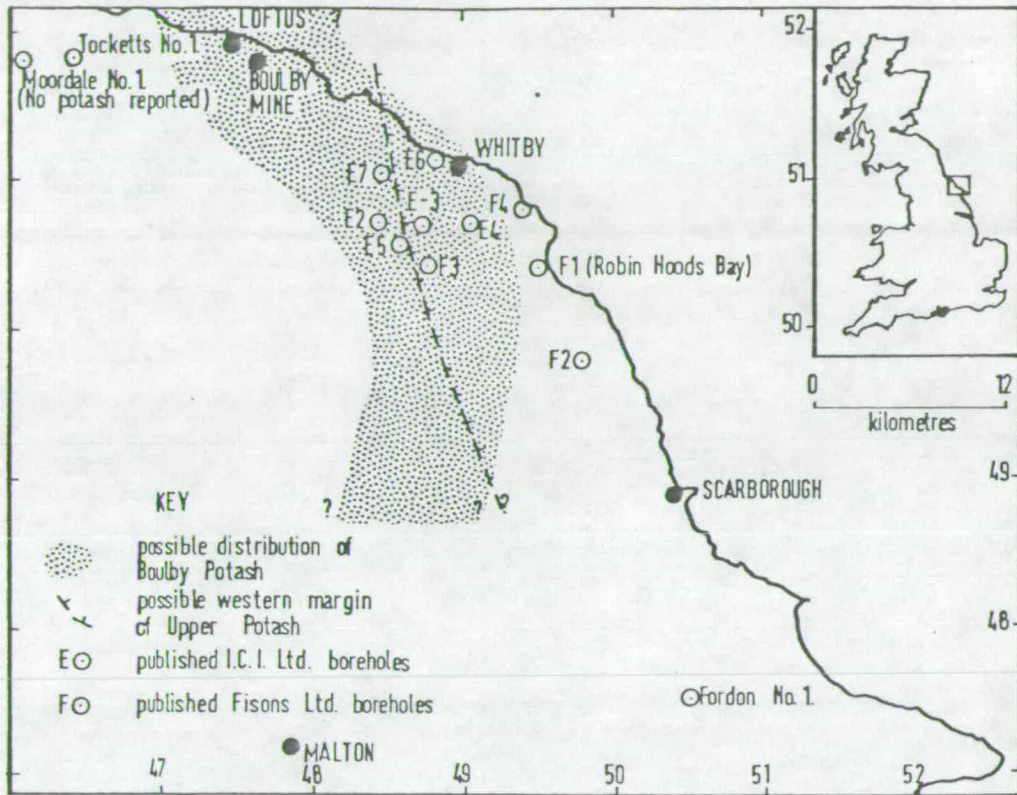 LOFTUS
?
Tocketts No.1
Moordale No.1
(No potash reported)
BOULBY
MINE
WHITBY
E6
E7
E-3
E2
E4
F4
E5
F3
F1 (Robin Hoods Bay)
F2
SCARBOROUGH
?
?
?
Fordon No.1
MALTON
KEY
possible distribution of
Boulby Potash
possible western margin
of Upper Potash
E published I.C.I Ltd. boreholes
F published Fisons Ltd. boreholes
0 12
kilometres
52
51
50
49
48
47 48 49 50 51 52